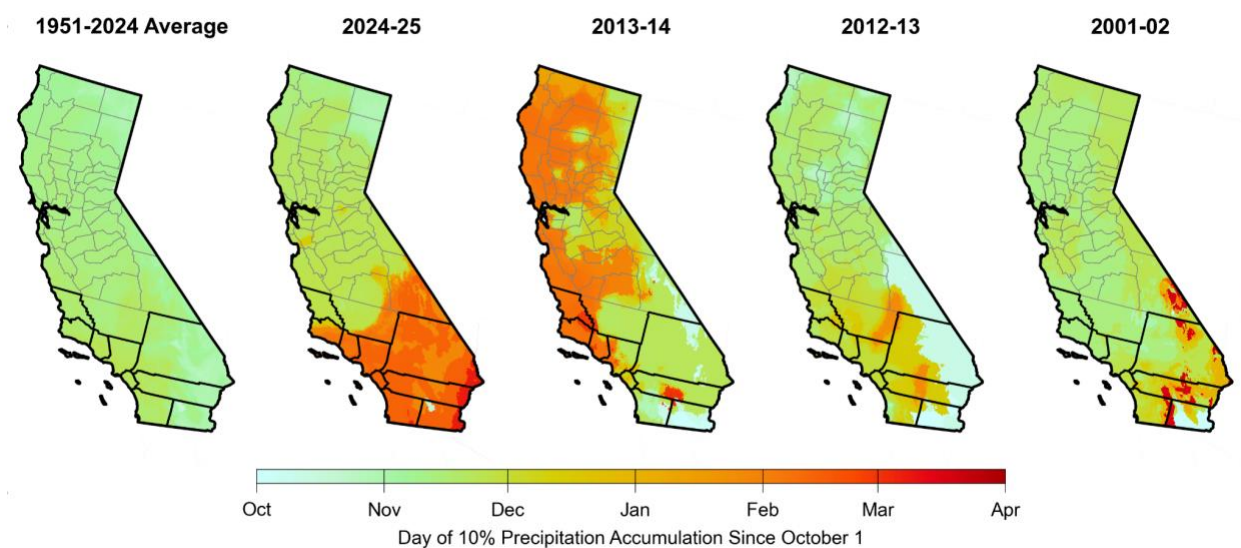 1951-2024 Average 2024-25 2013-14 2012-13 2001-02
Oct Nov Dec Jan Feb Mar Apr
Day of 10% Precipitation Accumulation Since October 1